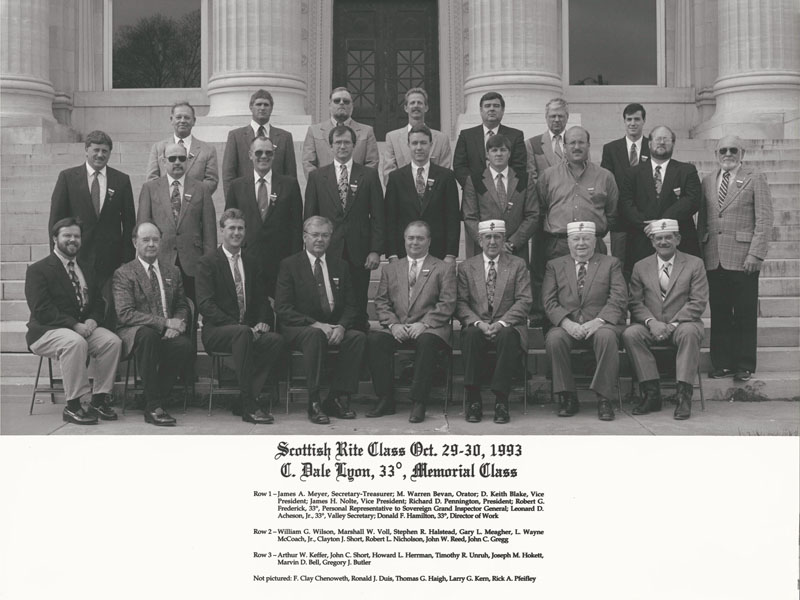 Scottish Rite Class Oct. 29-30, 1993
C. Dale Lyon, 33°, Memorial Class
Row 1 – James A. Meyer, Secretary-Treasurer; M. Warren Bevan, Orator; D. Keith Blake, Vice
President; James H. Nolte, Vice President; Richard D. Pennington, President; Robert G.
Frederick, 33°, Personal Representative to Sovereign Grand Inspector General; Leonard D.
Acheson, Jr., 33°, Valley Secretary; Donald F. Hamilton, 33°, Director of Work
Row 2 – William G. Wilson, Marshall W. Voll, Stephen R. Halstead, Gary L. Meagher, L. Wayne
McCoach, Jr., Clayton J. Short, Robert L. Nicholson, John W. Reed, John C. Gregg
Row 3 – Arthur W. Keffer, John C. Short, Howard L. Herrman, Timothy R. Unruh, Joseph M. Hokett,
Marvin D. Bell, Gregory J. Butler
Not pictured: F. Clay Chenoweth, Ronald J. Duis, Thomas G. Haigh, Larry G. Kern, Rick A. Pfeifley